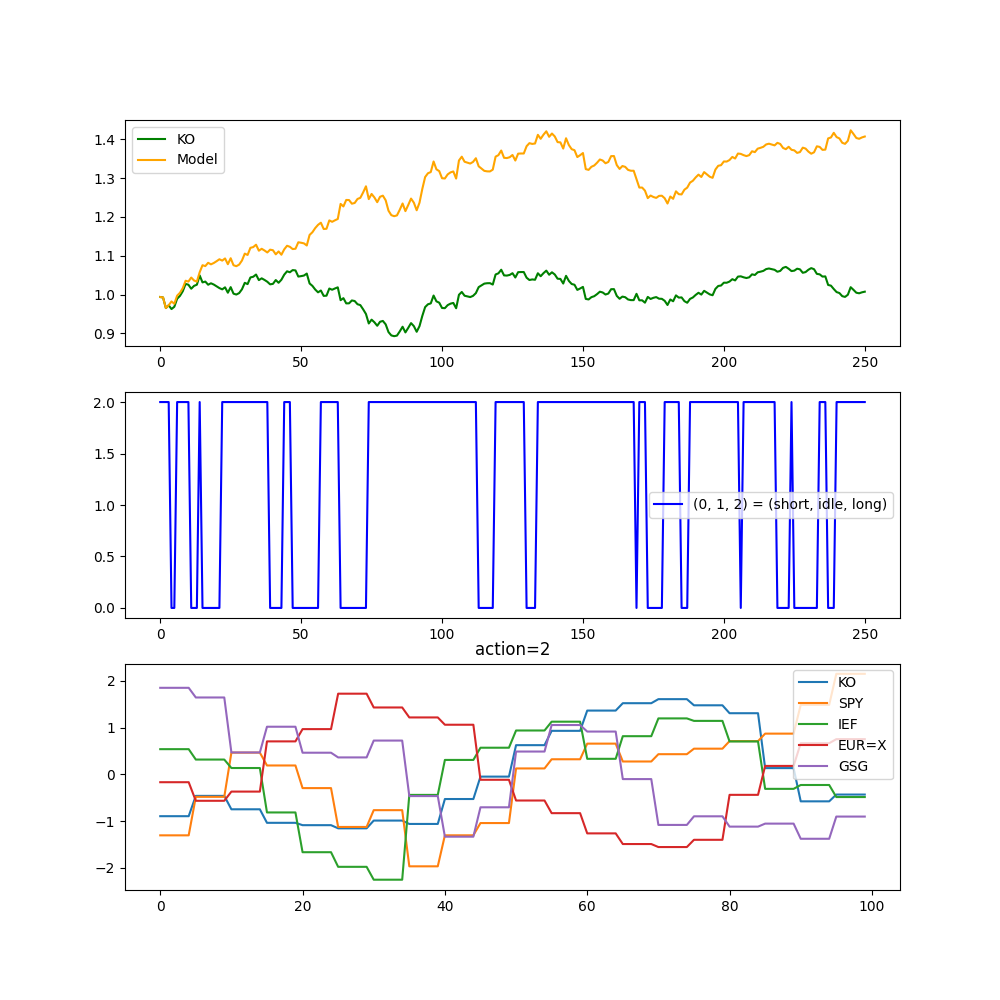 KO
Model
1.4
1.3
1.2
1.1
1.0
0.9
0 50 100 150 200 250
2.0
1.5
1.0
0.5
0.0
(0, 1, 2) = (short, idle, long)
0 50 100 150 200 250
action=2
2
1
0
−1
−2
KO
SPY
IEF
EUR=X
GSG
0 20 40 60 80 100